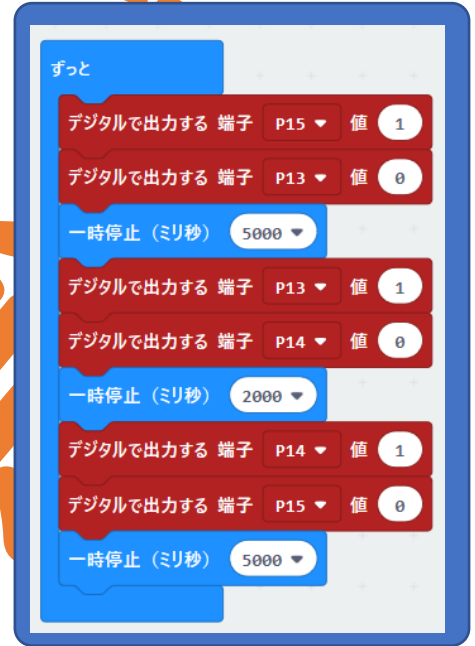 ずっと
デジタルで出力する 端子 P15 値 1
デジタルで出力する 端子 P13 値 0
一時停止（ミリ秒） 5000
デジタルで出力する 端子 P13 値 1
デジタルで出力する 端子 P14 値 0
一時停止（ミリ秒） 2000
デジタルで出力する 端子 P14 値 1
デジタルで出力する 端子 P15 値 0
一時停止（ミリ秒） 5000